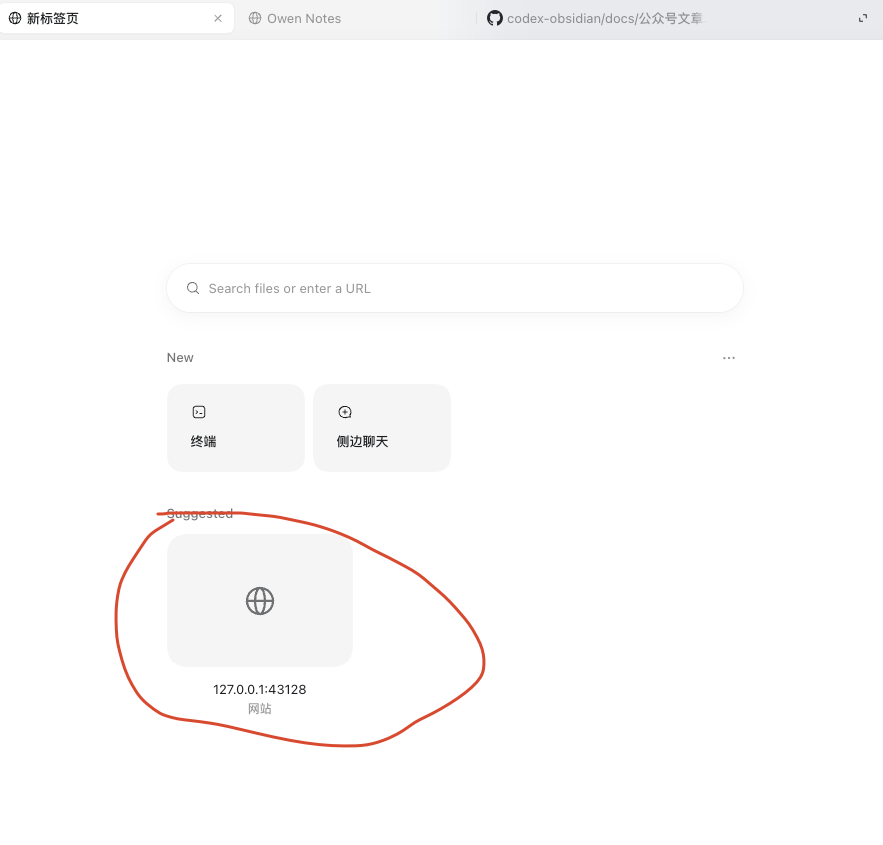 新标签页
Owen Notes
codex-obsidian/docs/公众号文章
Search files or enter a URL
New
终端
侧边聊天
Suggested
127.0.0.1:43128
网站